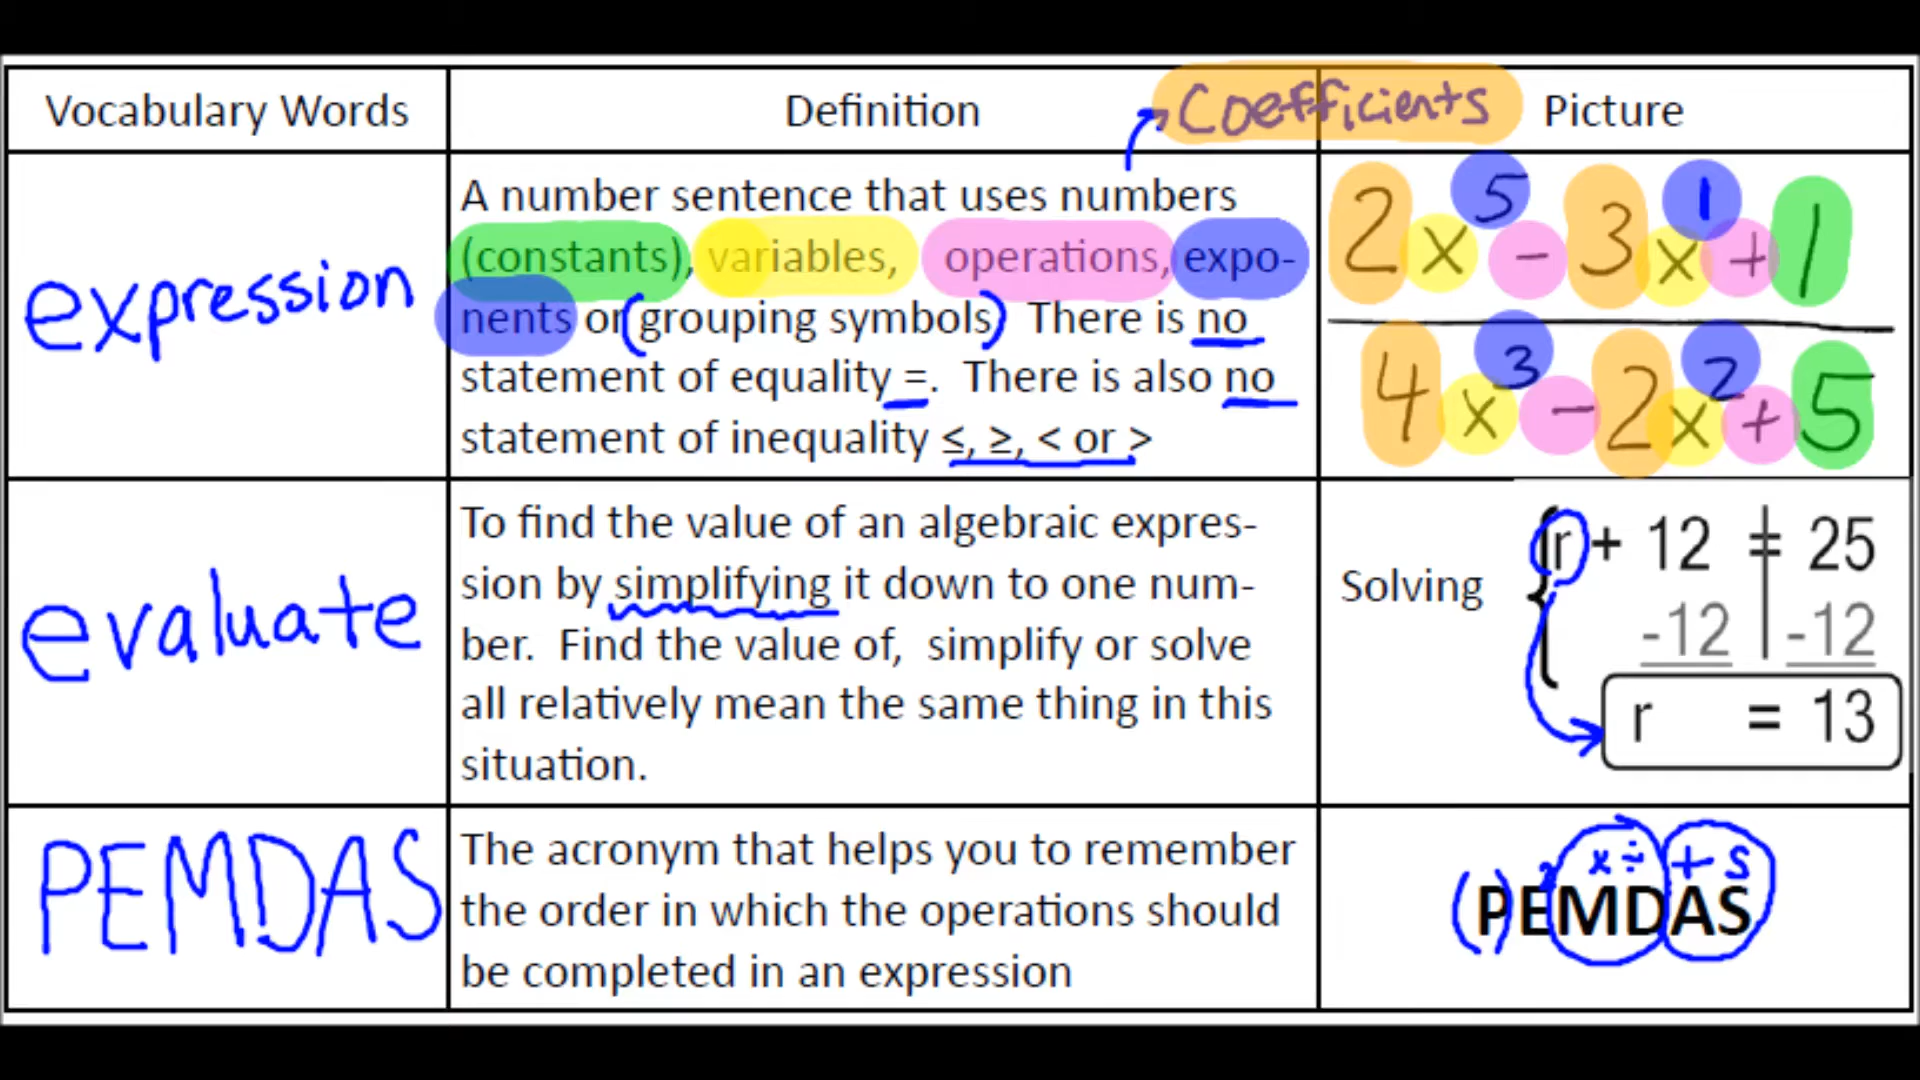 Vocabulary Words
Definition
Coefficients
Picture
expression
A number sentence that uses numbers
(constants), variables, operations, expo-
nents or (grouping symbols) There is no
statement of equality =. There is also no
statement of inequality ≤, ≥, < or >
2x⁵ - 3x¹ + 1
4x³ - 2x² + 5
evaluate
To find the value of an algebraic expres-
sion by simplifying it down to one num-
ber. Find the value of, simplify or solve
all relatively mean the same thing in this
situation.
Solving
r + 12 = 25
-12 -12
r = 13
PEMDAS
The acronym that helps you to remember
the order in which the operations should
be completed in an expression
x ÷ + s
(P)EMDAS